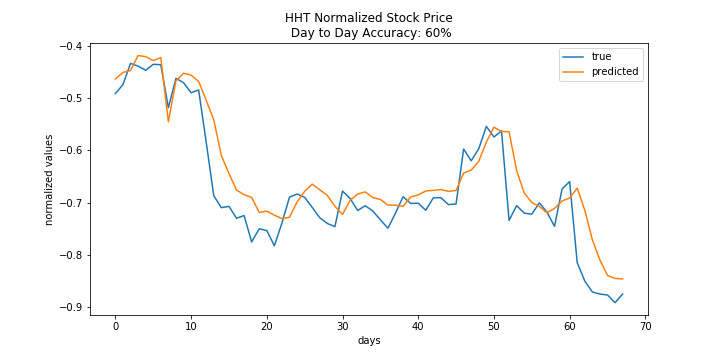 HHT Normalized Stock Price
Day to Day Accuracy: 60%
true
predicted
normalized values
−0.4
−0.5
−0.6
−0.7
−0.8
−0.9
0
10
20
30
40
50
60
70
days